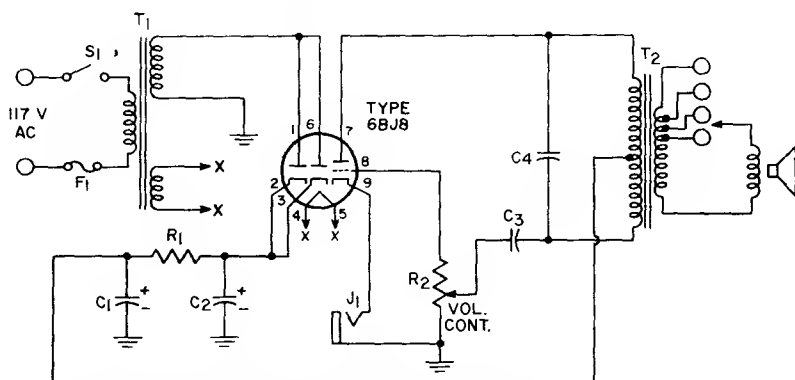 T1
S1
117 V
AC
F1
X
X
TYPE
6BJ8
1
6
7
2
8
3
9
4
5
X
X
R1
C1
+
-
C2
+
-
J1
R2
VOL.
CONT.
C3
C4
T2